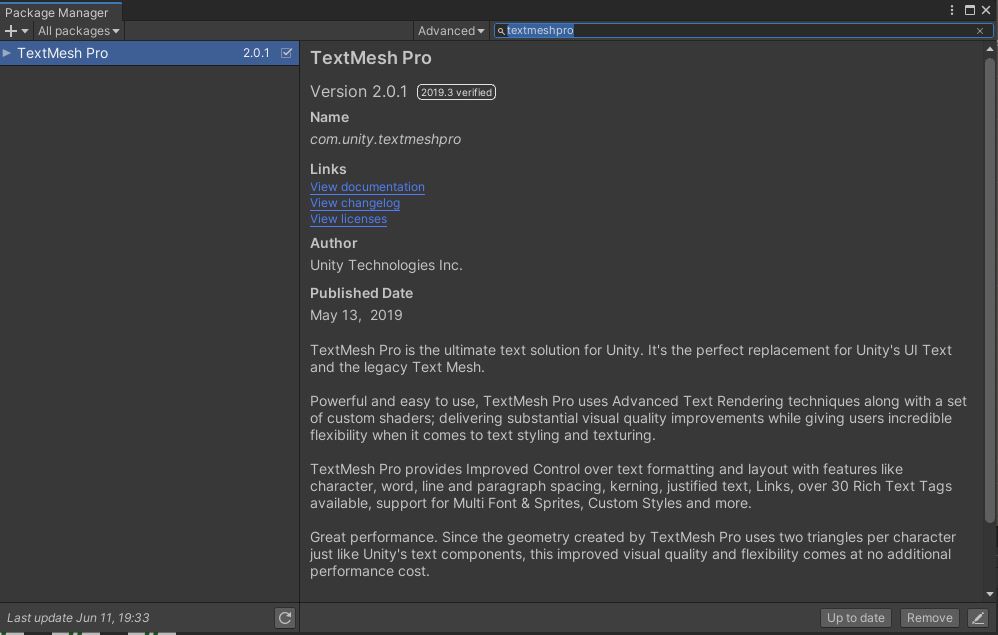 Package Manager
All packages
Advanced
textmeshpro
TextMesh Pro 2.0.1
TextMesh Pro
Version 2.0.1 2019.3 verified
Name
com.unity.textmeshpro
Links
View documentation
View changelog
View licenses
Author
Unity Technologies Inc.
Published Date
May 13,  2019
TextMesh Pro is the ultimate text solution for Unity. It's the perfect replacement for Unity's UI Text
and the legacy Text Mesh.
Powerful and easy to use, TextMesh Pro uses Advanced Text Rendering techniques along with a set
of custom shaders; delivering substantial visual quality improvements while giving users incredible
flexibility when it comes to text styling and texturing.
TextMesh Pro provides Improved Control over text formatting and layout with features like
character, word, line and paragraph spacing, kerning, justified text, Links, over 30 Rich Text Tags
available, support for Multi Font & Sprites, Custom Styles and more.
Great performance. Since the geometry created by TextMesh Pro uses two triangles per character
just like Unity's text components, this improved visual quality and flexibility comes at no additional
performance cost.
Last update Jun 11, 19:33
Up to date
Remove